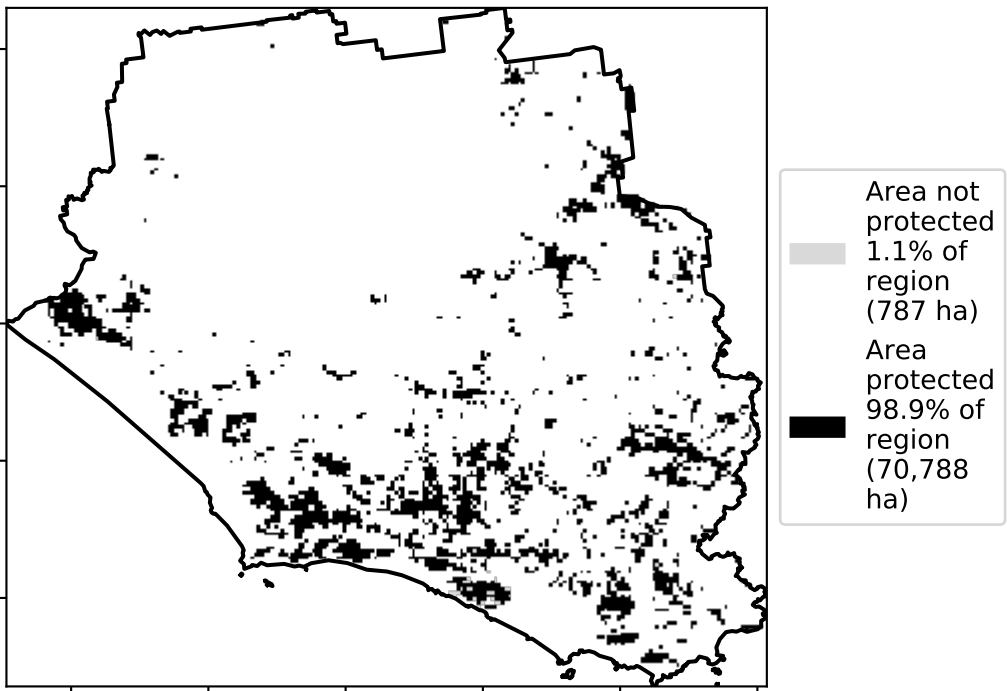 Area not
protected
1.1% of
region
(787 ha)
Area
protected
98.9% of
region
(70,788
ha)